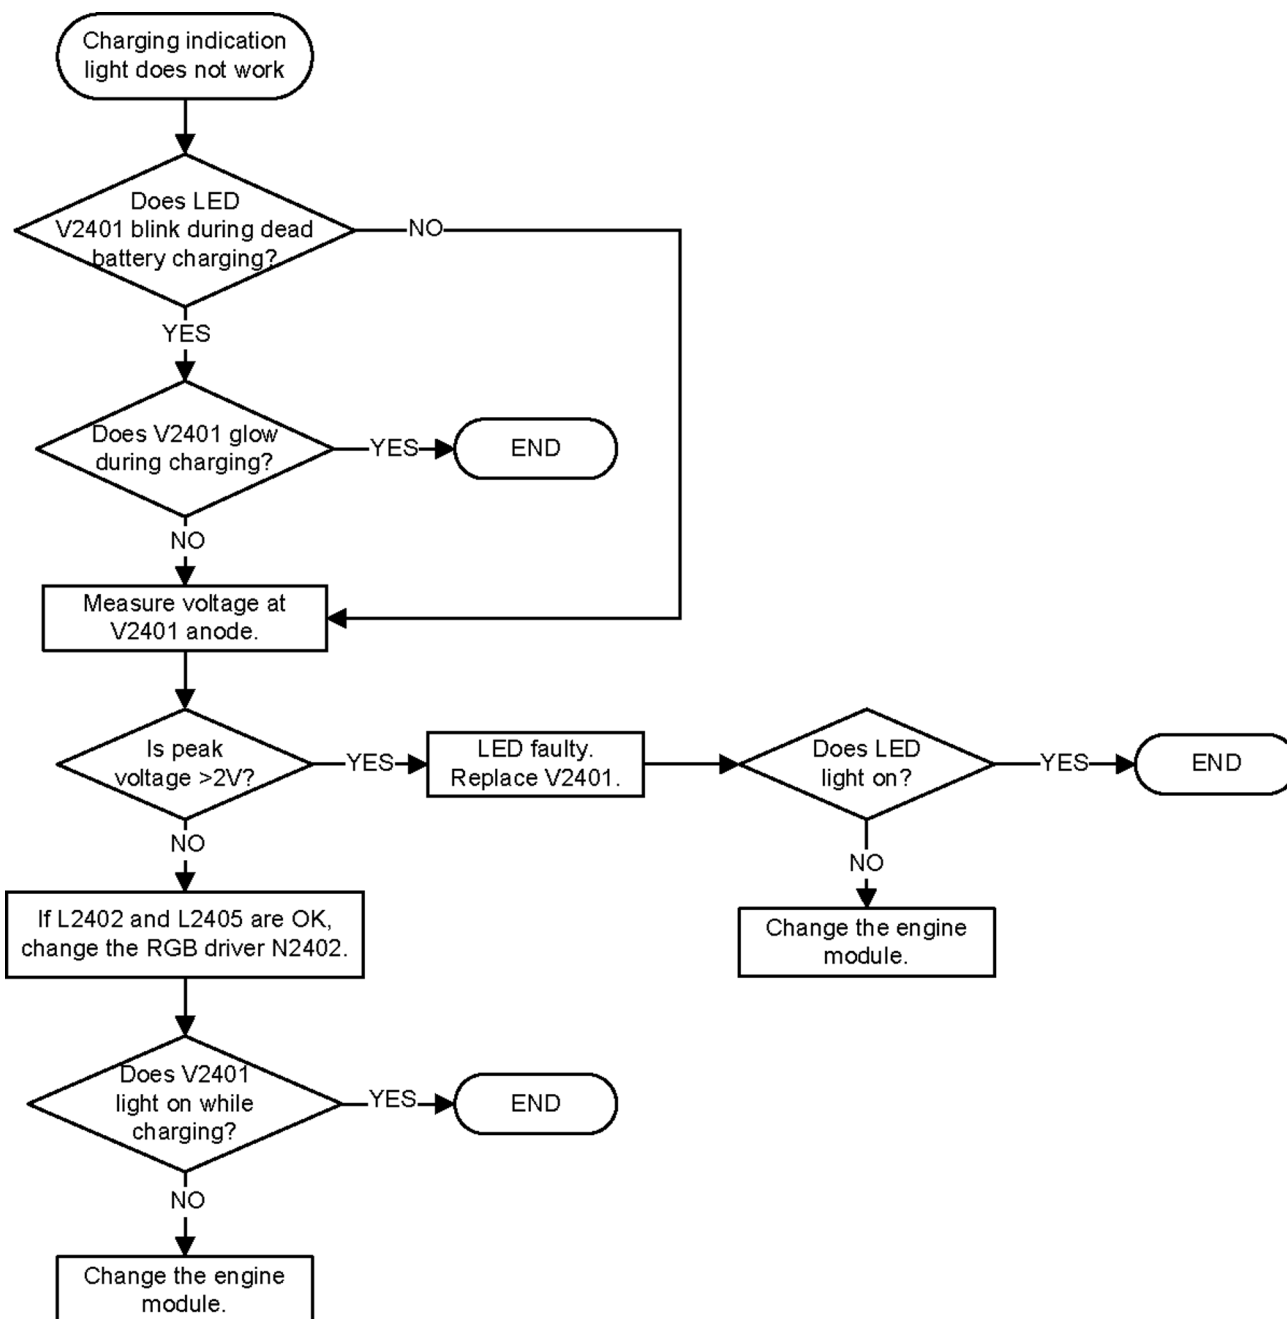 Charging indication
light does not work
Does LED
V2401 blink during dead
battery charging?
NO
YES
Does V2401 glow
during charging?
YES
END
NO
Measure voltage at
V2401 anode.
Is peak
voltage >2V?
YES
LED faulty.
Replace V2401.
Does LED
light on?
YES
END
NO
NO
Change the engine
module.
If L2402 and L2405 are OK,
change the RGB driver N2402.
Does V2401
light on while
charging?
YES
END
NO
Change the engine
module.